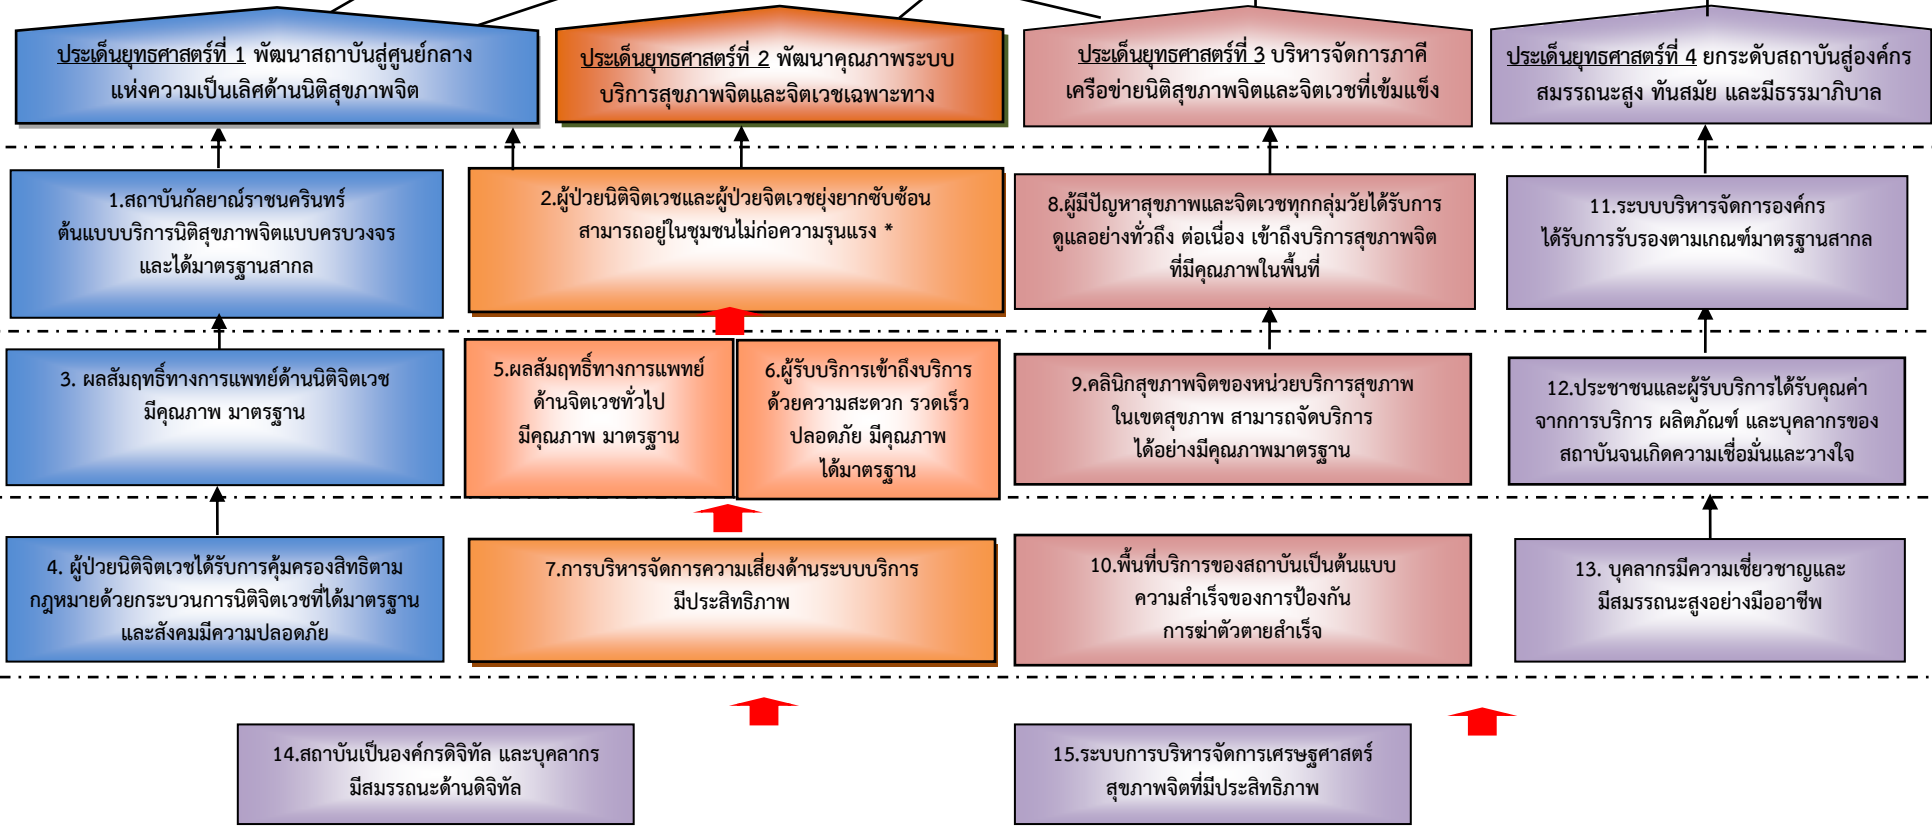 ประเด็นยุทธศาสตร์ที่ 1 พัฒนาสถาบันสู่ศูนย์กลาง
แห่งความเป็นเลิศด้านนิติสุขภาพจิต
ประเด็นยุทธศาสตร์ที่ 2 พัฒนาคุณภาพระบบ
บริการสุขภาพจิตและจิตเวชเฉพาะทาง
ประเด็นยุทธศาสตร์ที่ 3 บริหารจัดการภาคี
เครือข่ายนิติสุขภาพจิตและจิตเวชที่เข้มแข็ง
ประเด็นยุทธศาสตร์ที่ 4 ยกระดับสถาบันสู่องค์กร
สมรรถนะสูง ทันสมัย และมีธรรมาภิบาล
1.สถาบันกัลยาณ์ราชนครินทร์
ต้นแบบบริการนิติสุขภาพจิตแบบครบวงจร
และได้มาตรฐานสากล
2.ผู้ป่วยนิติจิตเวชและผู้ป่วยจิตเวชยุ่งยากซับซ้อน
สามารถอยู่ในชุมชนไม่ก่อความรุนแรง *
8.ผู้มีปัญหาสุขภาพและจิตเวชทุกกลุ่มวัยได้รับการ
ดูแลอย่างทั่วถึง ต่อเนื่อง เข้าถึงบริการสุขภาพจิต
ที่มีคุณภาพในพื้นที่
11.ระบบบริหารจัดการองค์กร
ได้รับการรับรองตามเกณฑ์มาตรฐานสากล
3. ผลสัมฤทธิ์ทางการแพทย์ด้านนิติจิตเวช
มีคุณภาพ มาตรฐาน
5.ผลสัมฤทธิ์ทางการแพทย์
ด้านจิตเวชทั่วไป
มีคุณภาพ มาตรฐาน
6.ผู้รับบริการเข้าถึงบริการ
ด้วยความสะดวก รวดเร็ว
ปลอดภัย มีคุณภาพ
ได้มาตรฐาน
9.คลินิกสุขภาพจิตของหน่วยบริการสุขภาพ
ในเขตสุขภาพ สามารถจัดบริการ
ได้อย่างมีคุณภาพมาตรฐาน
12.ประชาชนและผู้รับบริการได้รับคุณค่า
จากการบริการ ผลิตภัณฑ์ และบุคลากรของ
สถาบันจนเกิดความเชื่อมั่นและวางใจ
4. ผู้ป่วยนิติจิตเวชได้รับการคุ้มครองสิทธิตาม
กฎหมายด้วยกระบวนการนิติจิตเวชที่ได้มาตรฐาน
และสังคมมีความปลอดภัย
7.การบริหารจัดการความเสี่ยงด้านระบบบริการ
มีประสิทธิภาพ
10.พื้นที่บริการของสถาบันเป็นต้นแบบ
ความสำเร็จของการป้องกัน
การฆ่าตัวตายสำเร็จ
13. บุคลากรมีความเชี่ยวชาญและ
มีสมรรถนะสูงอย่างมืออาชีพ
14.สถาบันเป็นองค์กรดิจิทัล และบุคลากร
มีสมรรถนะด้านดิจิทัล
15.ระบบการบริหารจัดการเศรษฐศาสตร์
สุขภาพจิตที่มีประสิทธิภาพ